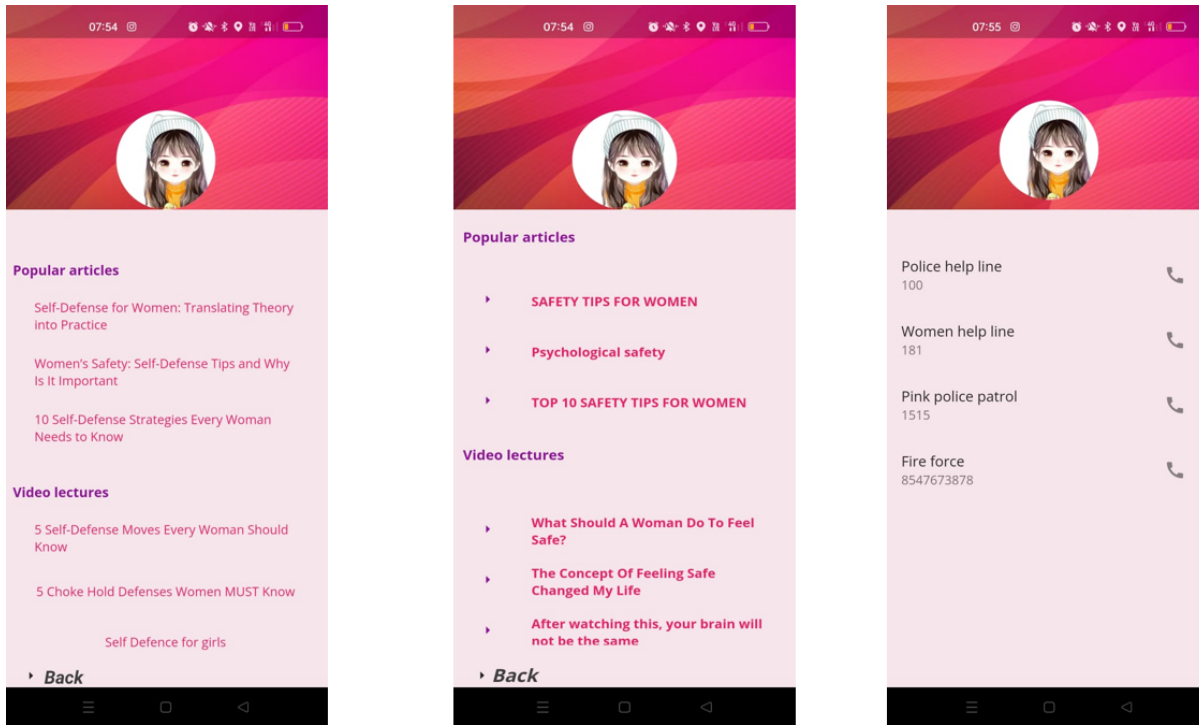 07:54
Popular articles
Self-Defense for Women: Translating Theory
into Practice
Women's Safety: Self-Defense Tips and Why
Is It Important
10 Self-Defense Strategies Every Woman
Needs to Know
Video lectures
5 Self-Defense Moves Every Woman Should
Know
5 Choke Hold Defenses Women MUST Know
Self Defence for girls
Back
07:54
Popular articles
SAFETY TIPS FOR WOMEN
Psychological safety
TOP 10 SAFETY TIPS FOR WOMEN
Video lectures
What Should A Woman Do To Feel
Safe?
The Concept Of Feeling Safe
Changed My Life
After watching this, your brain will
not be the same
Back
07:55
Police help line
100
Women help line
181
Pink police patrol
1515
Fire force
8547673878